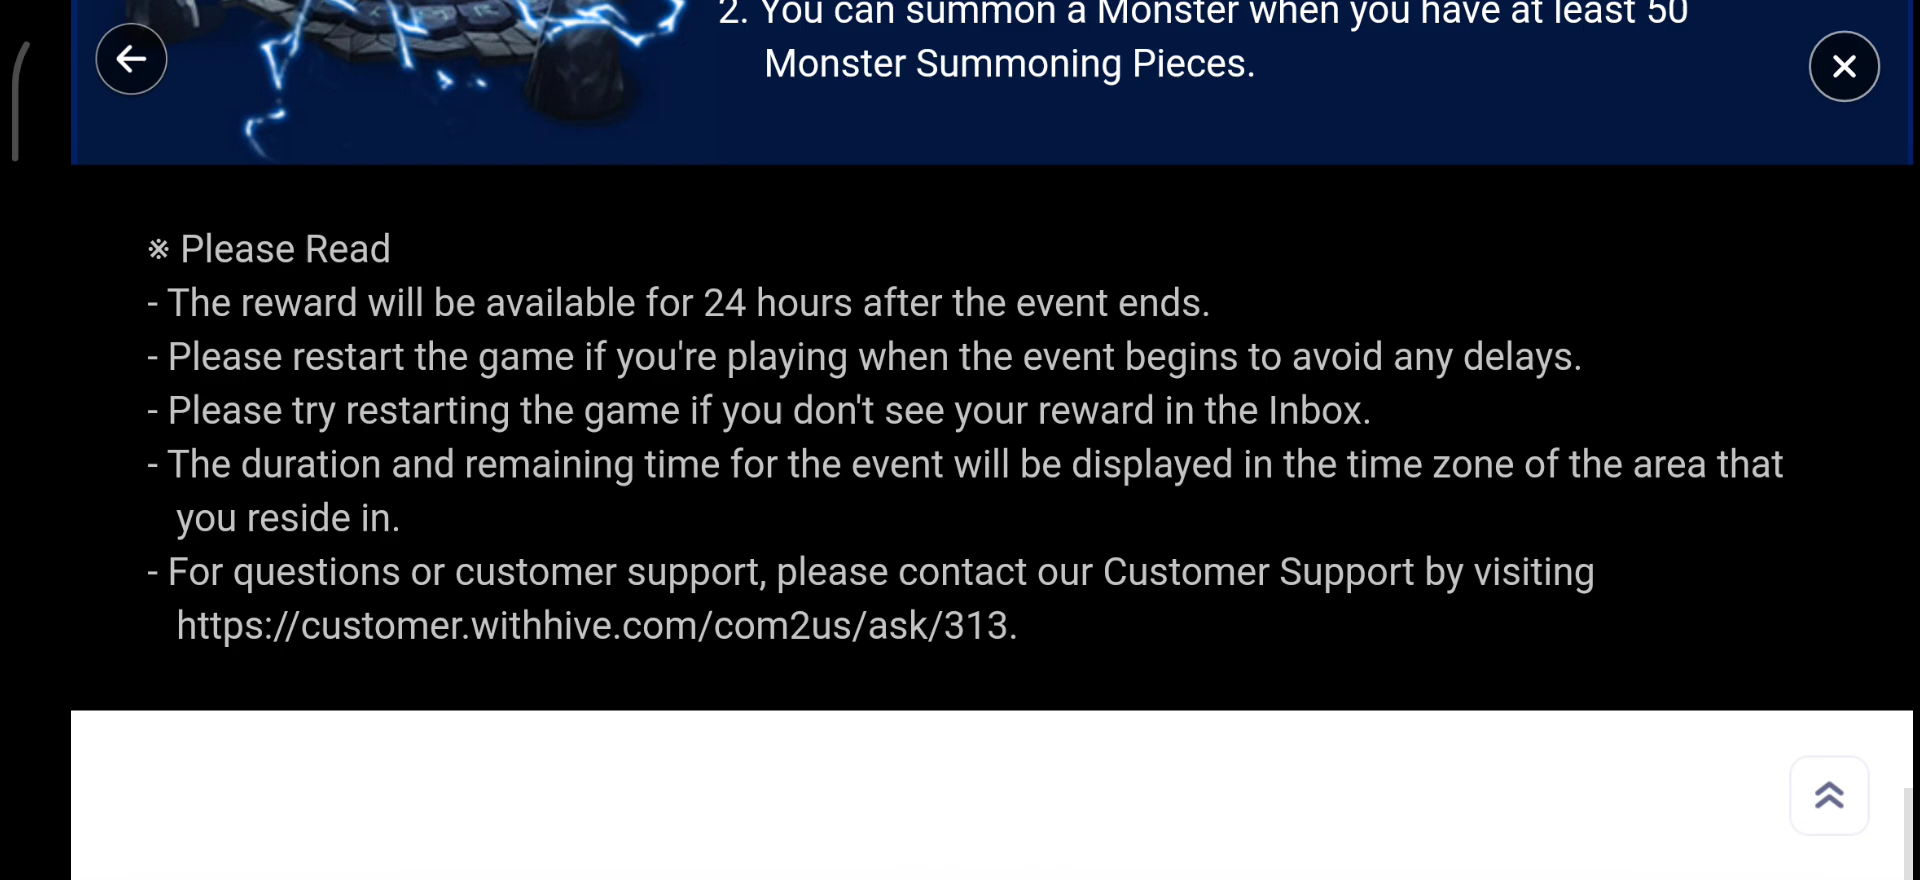 2. You can summon a Monster when you have at least 50
Monster Summoning Pieces.
※ Please Read
- The reward will be available for 24 hours after the event ends.
- Please restart the game if you're playing when the event begins to avoid any delays.
- Please try restarting the game if you don't see your reward in the Inbox.
- The duration and remaining time for the event will be displayed in the time zone of the area that
you reside in.
- For questions or customer support, please contact our Customer Support by visiting
https://customer.withhive.com/com2us/ask/313.